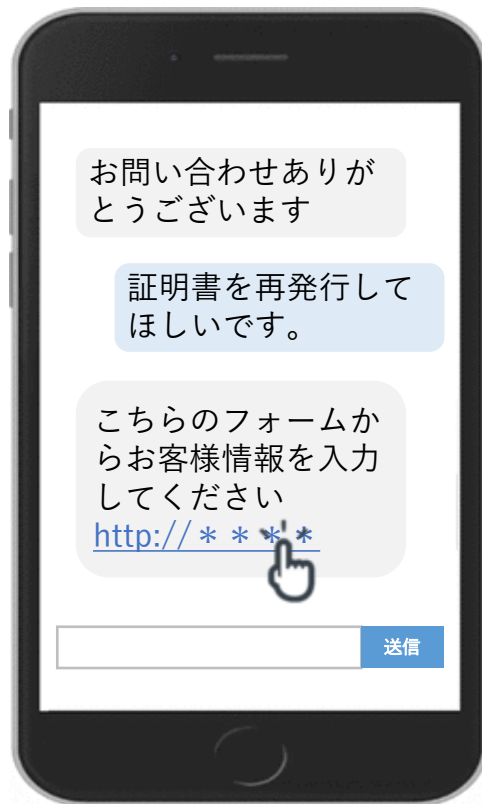 お問い合わせありが
とうございます
証明書を再発行して
ほしいです。
こちらのフォームか
らお客様情報を入力
してください
http://＊＊＊＊
送信